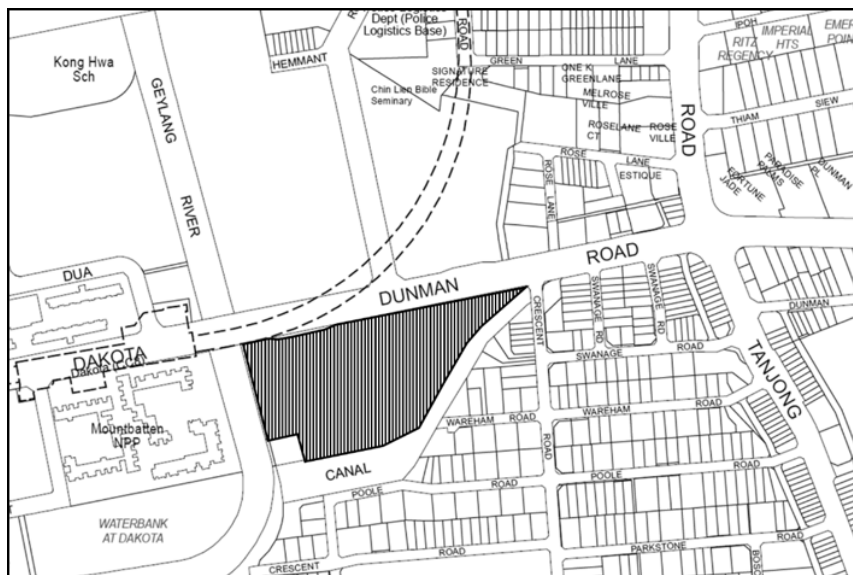 Dept (Police
Logistics Base)
ROAD
Kong Hwa
Sch
HEMMANT
GREEN
LANE
SIGNATURE
RESIDENCE
ONE K
GREENLANE
Chin Lien Bible
Seminary
MELROSE
VILLE
ROSELANE
CT
ROSE
VILLE
IPOH
RITZ
REGENCY
IMPERIAL
HTS
EMER
POIN
ROAD
THIAM
SIEW
FORTUNE
JADE
PARADISE
PALMS
DUNMAN
PL
GEYLANG
RIVER
ROSE
LANE
ESTIQUE
ROSE LANE
DUA
DUNMAN
ROAD
DAKOTA
Mountbatten
NPP
CRESCENT
ROAD
SWANAGE
RD
SWANAGE
RD
DUNMAN
TANJONG
SWANAGE
ROAD
WAREHAM
ROAD
WAREHAM
ROAD
CANAL
POOLE
ROAD
POOLE
ROAD
WATERBANK
AT DAKOTA
CRESCENT
ROAD
PARKSTONE
ROAD